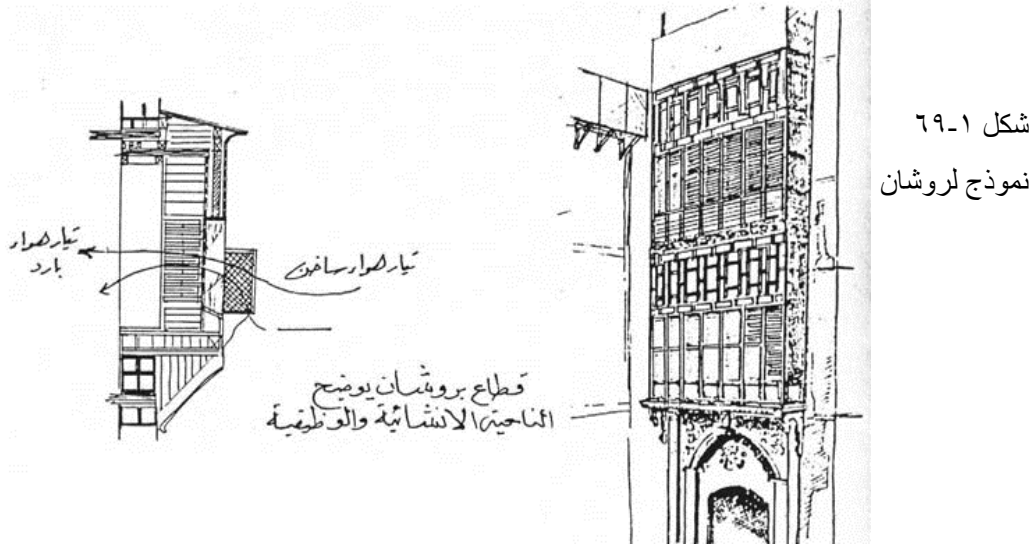 شكل ١-٦٩
نموذج لروشان
تيار هواء ساخن
تيار هواء
بارد
قطاع بروشان يوضح
الناحية الانشائية والوظيفية